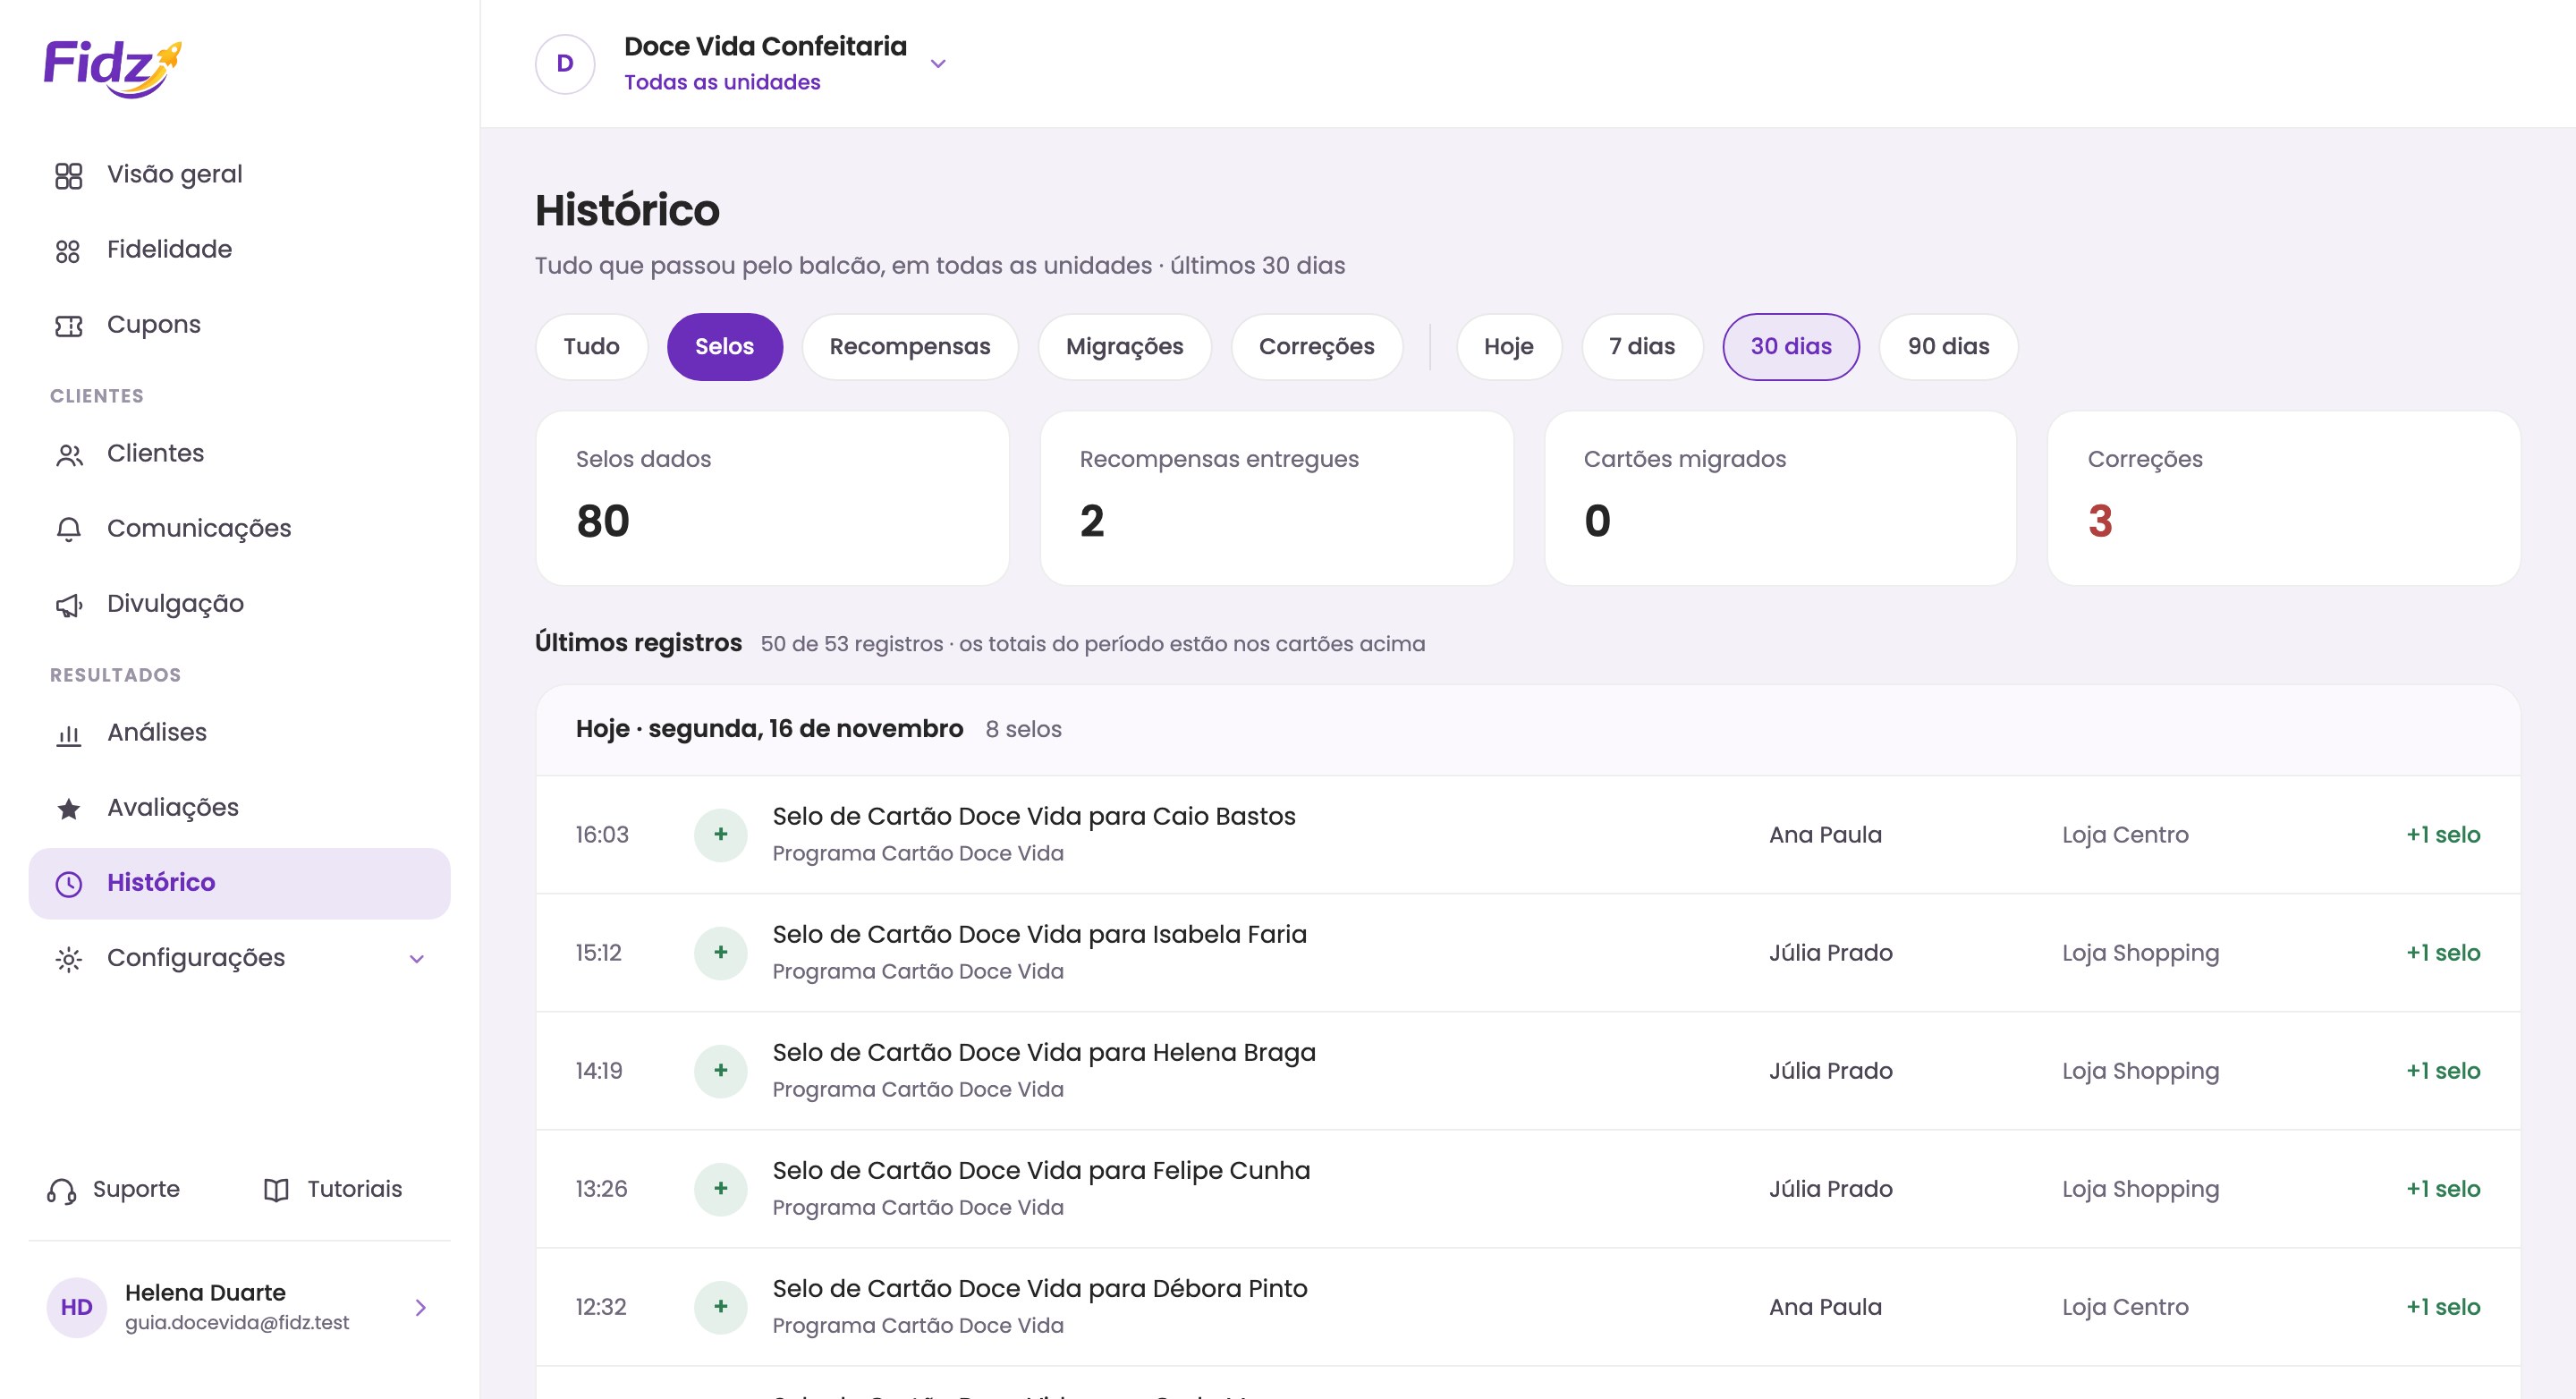 Fidz
Visão geral
Fidelidade
Cupons
CLIENTES
Clientes
Comunicações
Divulgação
RESULTADOS
Análises
Avaliações
Histórico
Configurações
Suporte
Tutoriais
HD
Helena Duarte
guia.docevida@fidz.test
D
Doce Vida Confeitaria
Todas as unidades
Histórico
Tudo que passou pelo balcão, em todas as unidades · últimos 30 dias
Tudo Selos Recompensas Migrações Correções Hoje 7 dias 30 dias 90 dias
Selos dados
80
Recompensas entregues
2
Cartões migrados
0
Correções
3
Últimos registros 50 de 53 registros · os totais do período estão nos cartões acima
Hoje · segunda, 16 de novembro 8 selos
16:03 + Selo de Cartão Doce Vida para Caio Bastos Ana Paula Loja Centro +1 selo
Programa Cartão Doce Vida
15:12 + Selo de Cartão Doce Vida para Isabela Faria Júlia Prado Loja Shopping +1 selo
Programa Cartão Doce Vida
14:19 + Selo de Cartão Doce Vida para Helena Braga Júlia Prado Loja Shopping +1 selo
Programa Cartão Doce Vida
13:26 + Selo de Cartão Doce Vida para Felipe Cunha Júlia Prado Loja Shopping +1 selo
Programa Cartão Doce Vida
12:32 + Selo de Cartão Doce Vida para Débora Pinto Ana Paula Loja Centro +1 selo
Programa Cartão Doce Vida